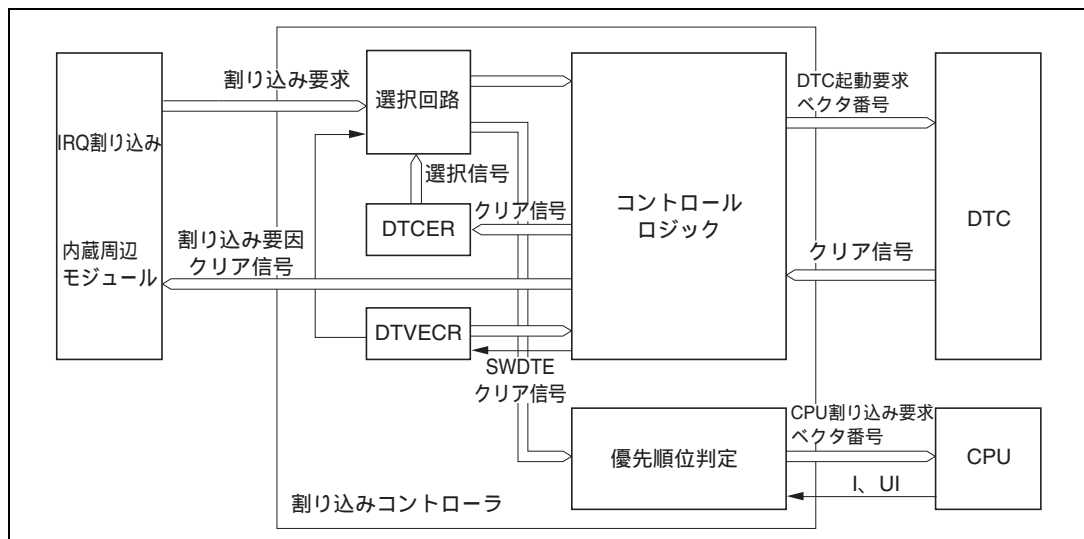 割り込み要求
選択回路
DTC起動要求
ベクタ番号
IRQ割り込み
選択信号
コントロール
ロジック
DTC
DTCER
クリア信号
クリア信号
内蔵周辺
モジュール
割り込み要因
クリア信号
DTVECR
SWDTE
クリア信号
優先順位判定
CPU割り込み要求
ベクタ番号
CPU
I、UI
割り込みコントローラ